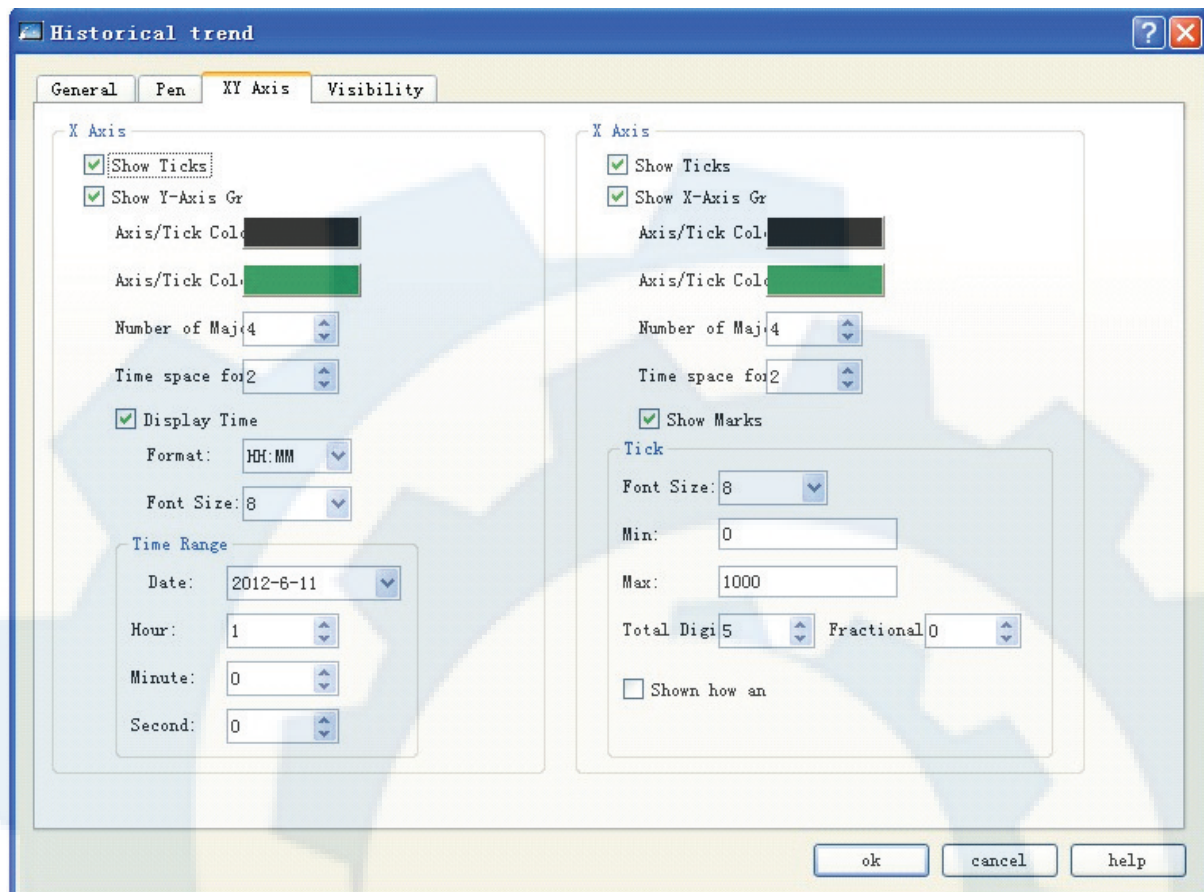 Historical trend
General Pen XY Axis Visibility
X Axis
Show Ticks
Show Y-Axis Gr
Axis/Tick Col
Axis/Tick Col
Number of Maj 4
Time space for 2
Display Time
Format: HH:MM
Font Size: 8
Time Range
Date: 2012-6-11
Hour: 1
Minute: 0
Second: 0
X Axis
Show Ticks
Show X-Axis Gr
Axis/Tick Col
Axis/Tick Col
Number of Maj 4
Time space for 2
Show Marks
Tick
Font Size: 8
Min: 0
Max: 1000
Total Digi 5 Fractional 0
Shown how an
ok cancel help